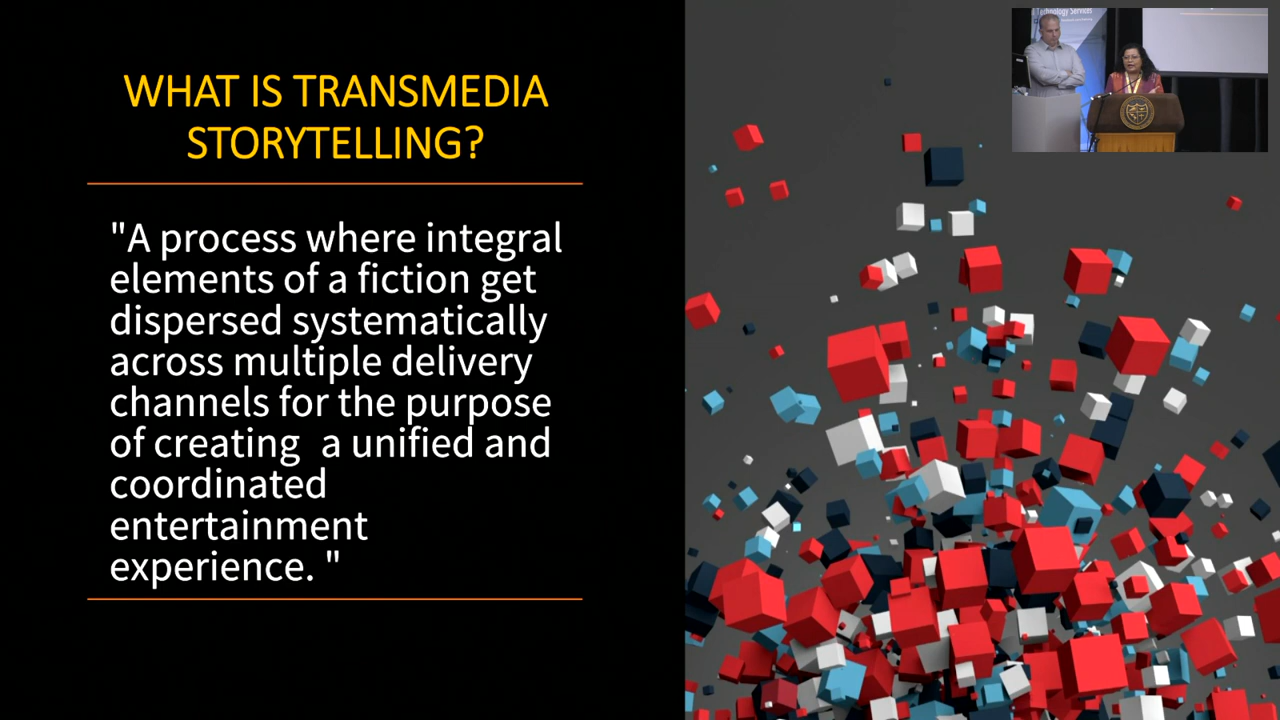 WHAT IS TRANSMEDIA
STORYTELLING?
"A process where integral
elements of a fiction get
dispersed systematically
across multiple delivery
channels for the purpose
of creating  a unified and
coordinated
entertainment
experience. "
Technology Services